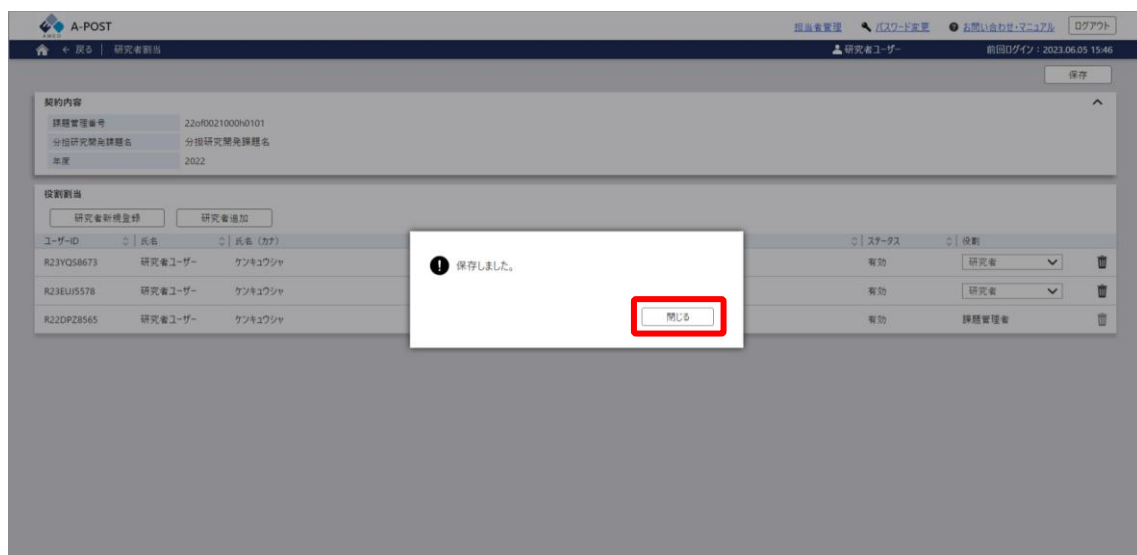 AMED A-POST 担当者管理 パスワード変更 お問い合わせ・マニュアル ログアウト
← 戻る | 研究者割当 研究者ユーザー 前回ログイン：2023.06.05 15:46
保存
契約内容
課題管理番号 22of0021000h0101
分担研究開発課題名 分担研究開発課題名
年度 2022
役割割当
研究者新規登録 研究者追加
ユーザーID 氏名 氏名（カナ） ステータス 役割
R23YQS8673 研究者ユーザー ケンキュウシャ 有効 研究者
保存しました。
R23EUJ5578 研究者ユーザー ケンキュウシャ 有効 研究者
R22DPZ8565 研究者ユーザー ケンキュウシャ 有効 課題管理者
閉じる